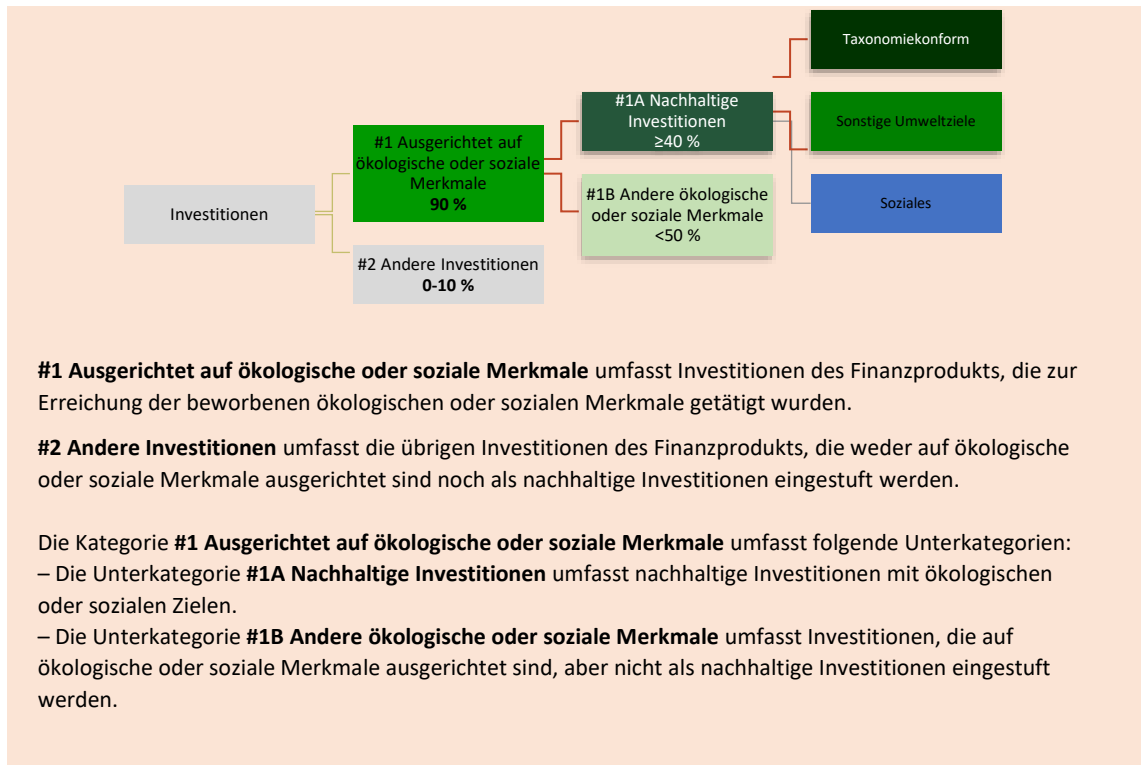 Taxonomiekonform
#1A Nachhaltige
Investitionen
≥40 %
Sonstige Umweltziele
#1 Ausgerichtet auf
ökologische oder soziale
Merkmale
90 %
#1B Andere ökologische
oder soziale Merkmale
<50 %
Soziales
Investitionen
#2 Andere Investitionen
0-10 %
#1 Ausgerichtet auf ökologische oder soziale Merkmale umfasst Investitionen des Finanzprodukts, die zur
Erreichung der beworbenen ökologischen oder sozialen Merkmale getätigt wurden.
#2 Andere Investitionen umfasst die übrigen Investitionen des Finanzprodukts, die weder auf ökologische
oder soziale Merkmale ausgerichtet sind noch als nachhaltige Investitionen eingestuft werden.
Die Kategorie #1 Ausgerichtet auf ökologische oder soziale Merkmale umfasst folgende Unterkategorien:
– Die Unterkategorie #1A Nachhaltige Investitionen umfasst nachhaltige Investitionen mit ökologischen
oder sozialen Zielen.
– Die Unterkategorie #1B Andere ökologische oder soziale Merkmale umfasst Investitionen, die auf
ökologische oder soziale Merkmale ausgerichtet sind, aber nicht als nachhaltige Investitionen eingestuft
werden.